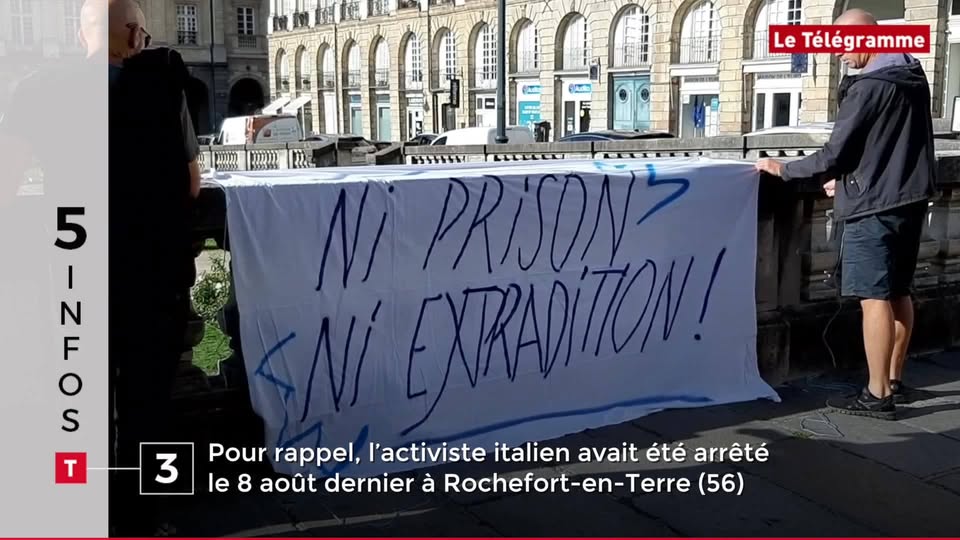 Le Télégramme
5
INFOS
NI PRISON
NI EXTRADITION !
T
3
Pour rappel, l'activiste italien avait été arrêté
le 8 août dernier à Rochefort-en-Terre (56)